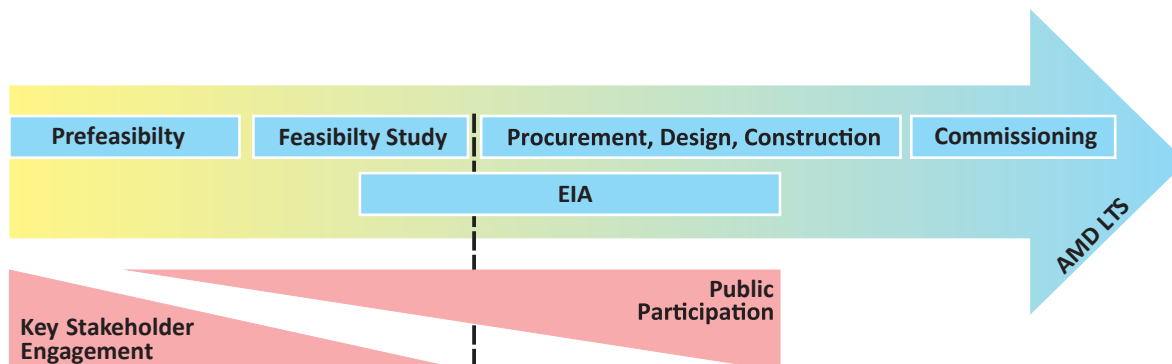 Prefeasibilty
Feasibilty Study
Procurement, Design, Construction
Commissioning
EIA
AMD LTS
Public
Participation
Key Stakeholder
Engagement